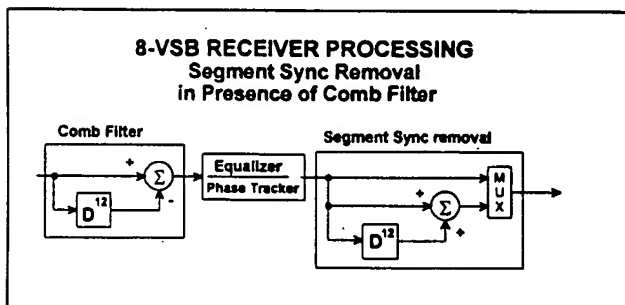 8-VSB RECEIVER PROCESSING
Segment Sync Removal
in Presence of Comb Filter
Comb Filter
Segment Sync removal
+
Σ
-
D12
Equalizer
Phase Tracker
+
Σ
+
D12
MUX